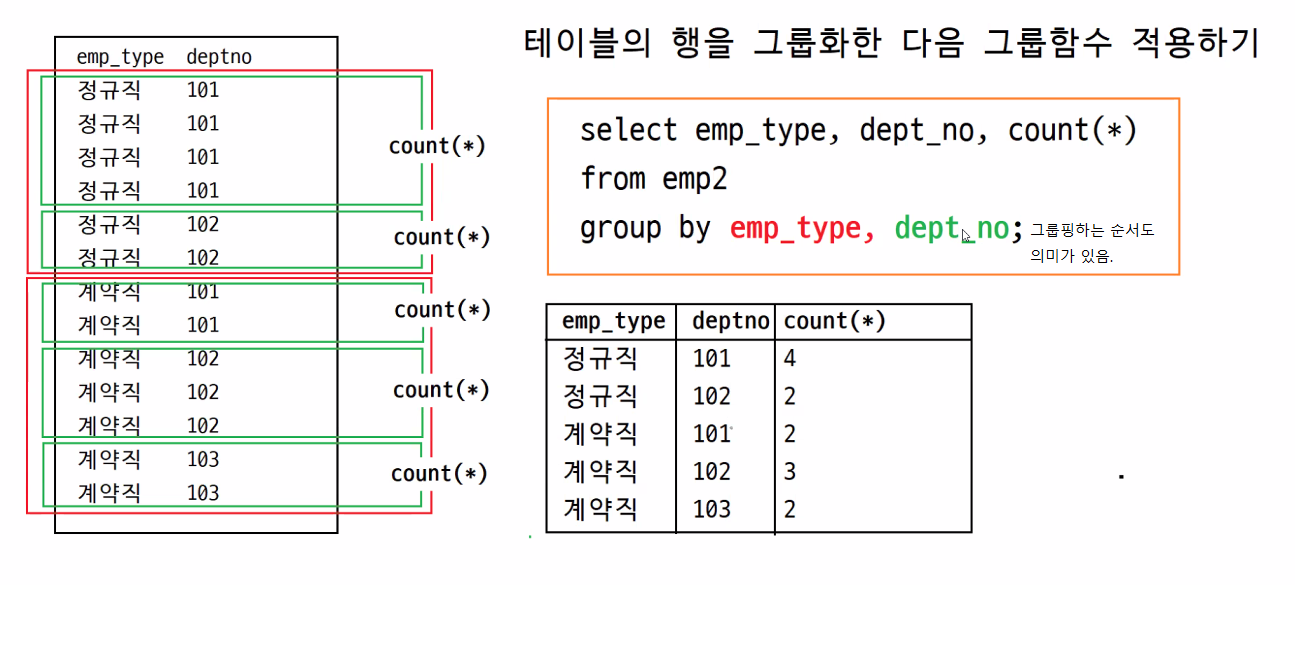 테이블의 행을 그룹화한 다음 그룹함수 적용하기
emp_type deptno
정규직 101
정규직 101
정규직 101
정규직 101
정규직 102
정규직 102
계약직 101
계약직 101
계약직 102
계약직 102
계약직 102
계약직 103
계약직 103
count(*)
count(*)
count(*)
count(*)
count(*)
select emp_type, dept_no, count(*)
from emp2
group by emp_type, dept_no;
그룹핑하는 순서도
의미가 있음.
emp_type deptno count(*)
정규직 101 4
정규직 102 2
계약직 101 2
계약직 102 3
계약직 103 2